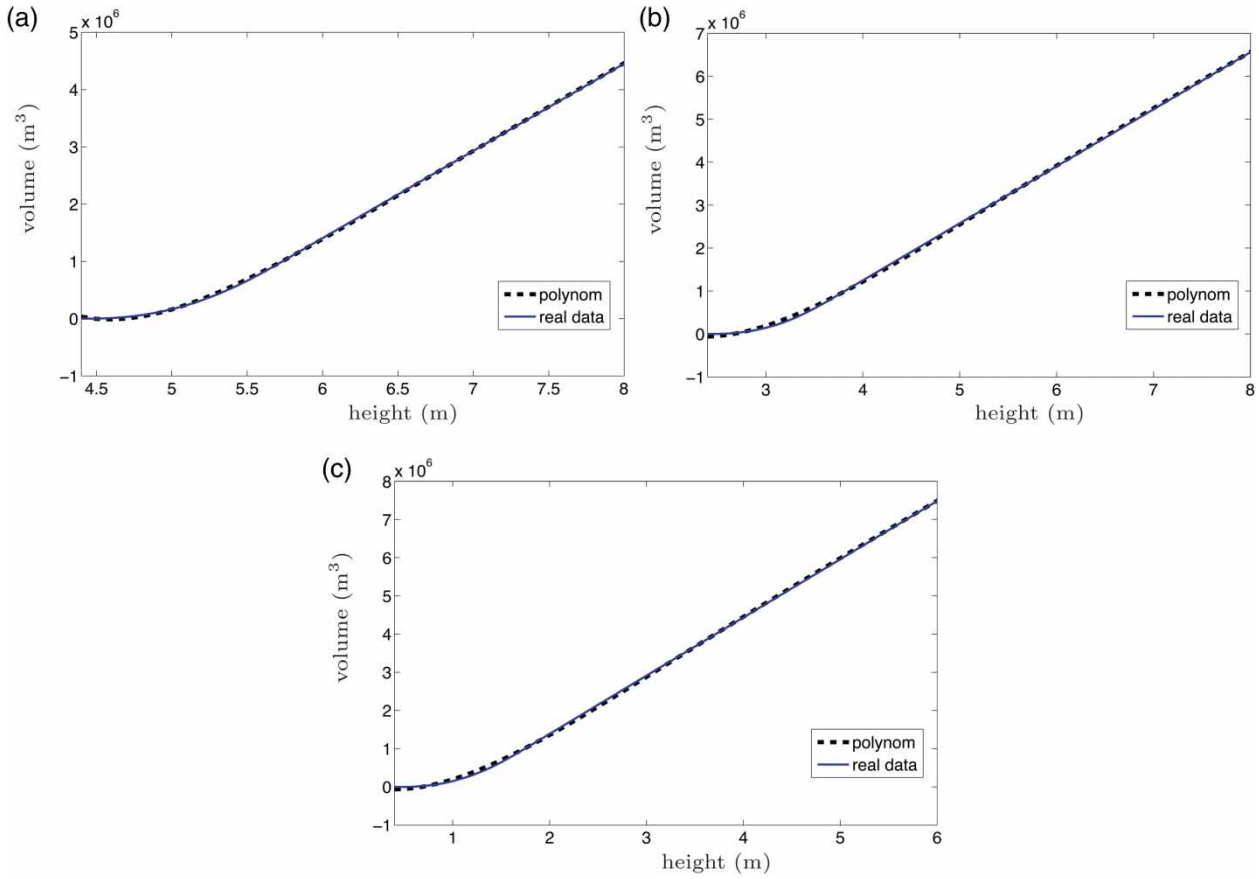 (a)
x 10^6
5
4
3
2
1
0
−1
volume (m^3)
4.5 5 5.5 6 6.5 7 7.5 8
height (m)
polynom
real data
(b)
x 10^6
7
6
5
4
3
2
1
0
−1
volume (m^3)
3 4 5 6 7 8
height (m)
polynom
real data
(c)
x 10^6
8
7
6
5
4
3
2
1
0
−1
volume (m^3)
1 2 3 4 5 6
height (m)
polynom
real data